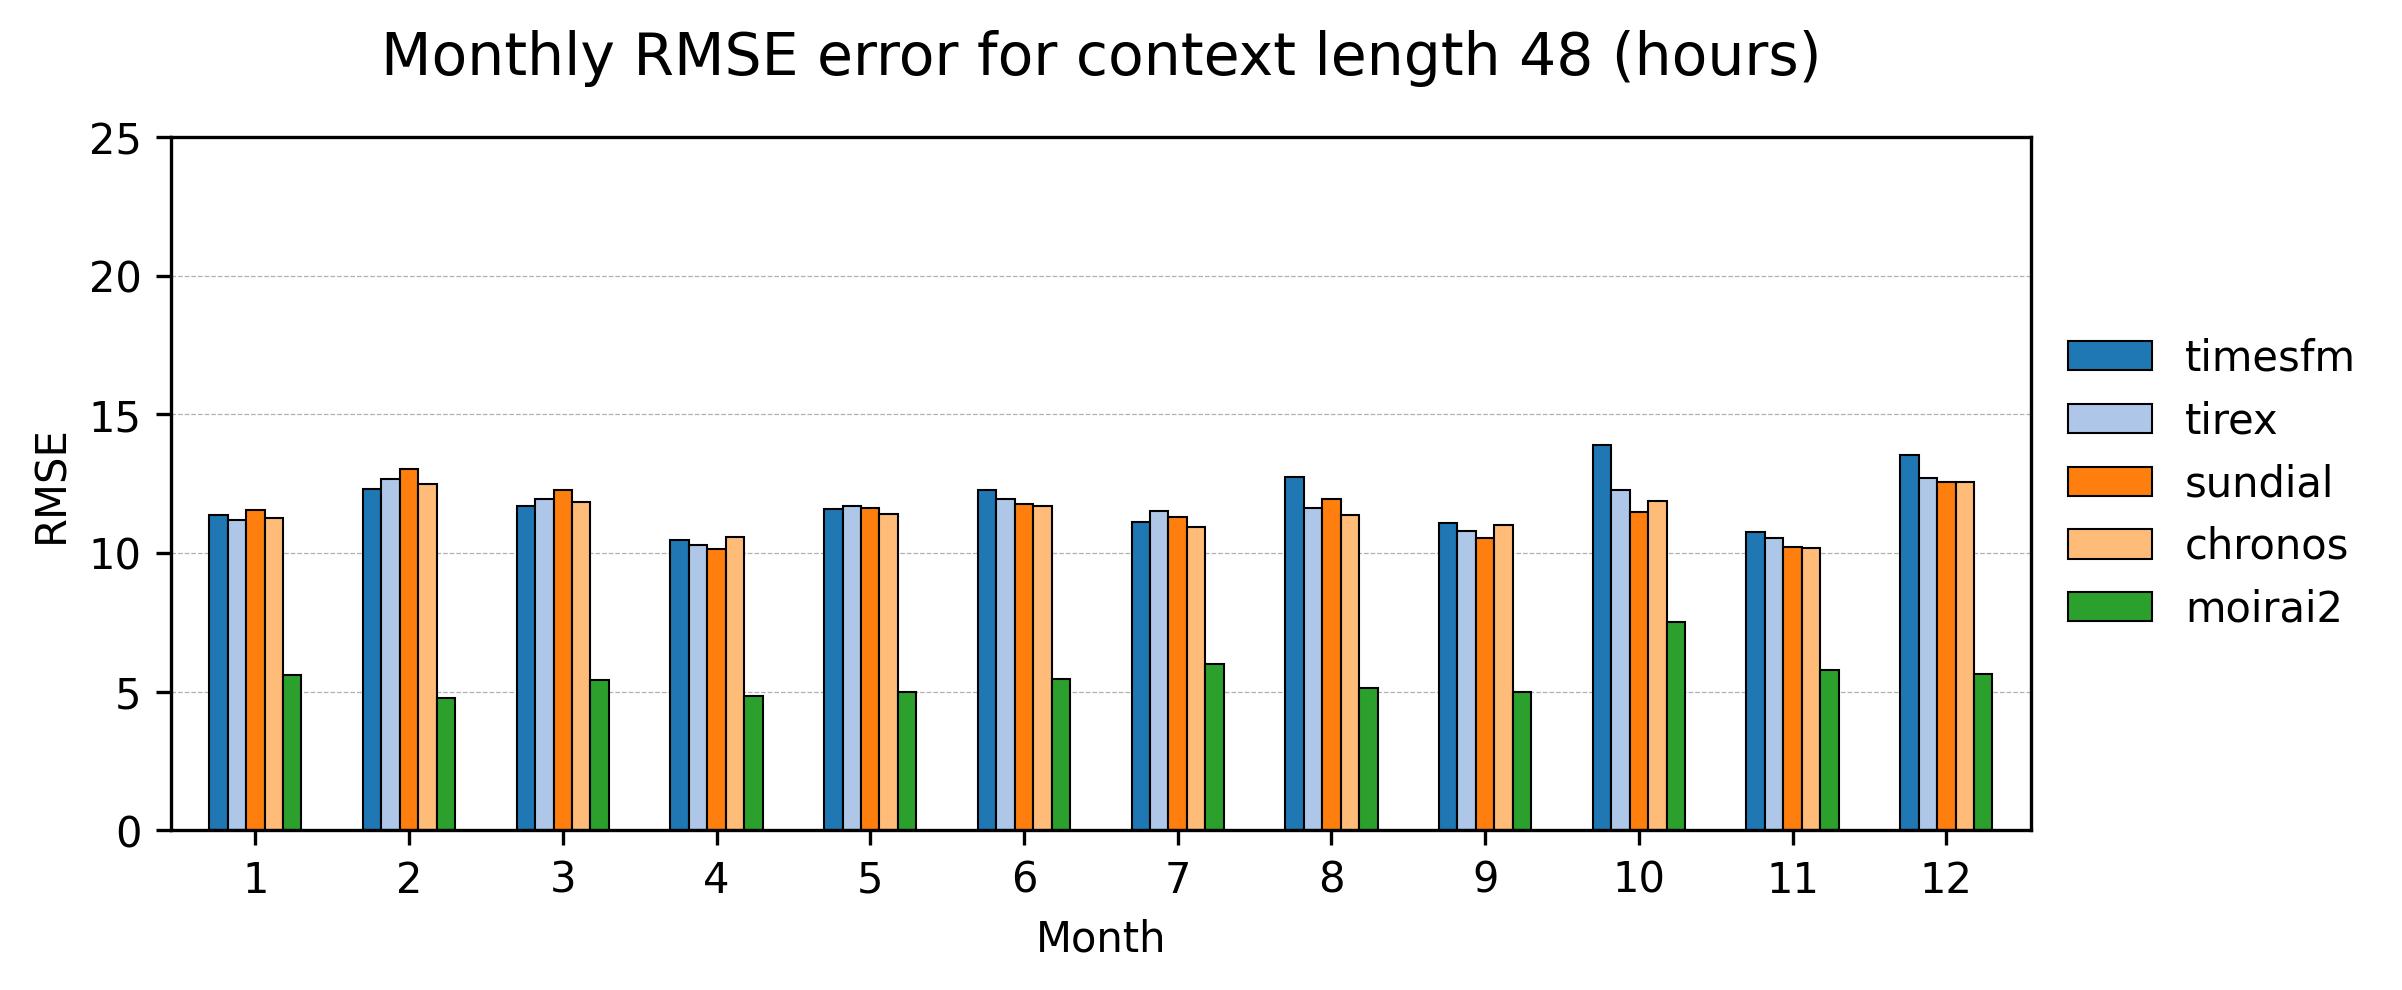 Monthly RMSE error for context length 48 (hours)
25
20
15
10
5
0
RMSE
1 2 3 4 5 6 7 8 9 10 11 12
Month
timesfm
tirex
sundial
chronos
moirai2